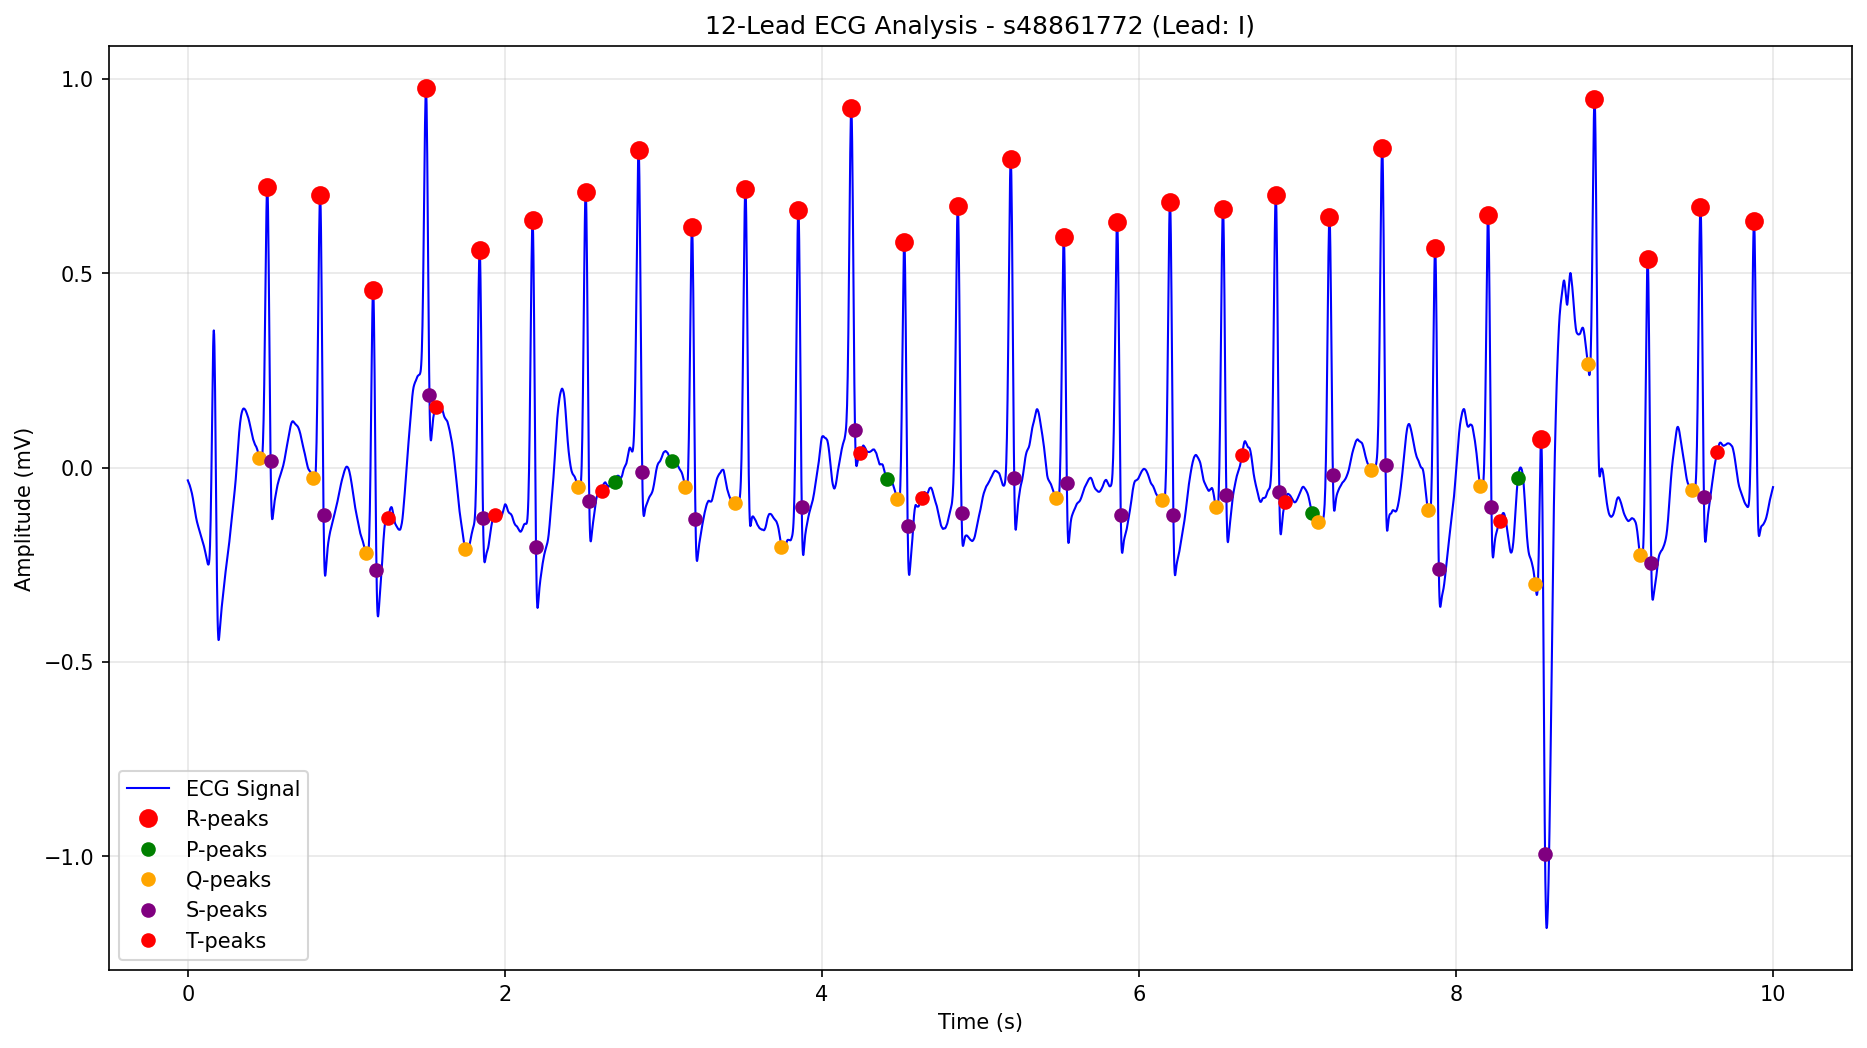 12-Lead ECG Analysis - s48861772 (Lead: I)
Amplitude (mV)
1.0
0.5
0.0
−0.5
−1.0
ECG Signal
R-peaks
P-peaks
Q-peaks
S-peaks
T-peaks
0 2 4 6 8 10
Time (s)